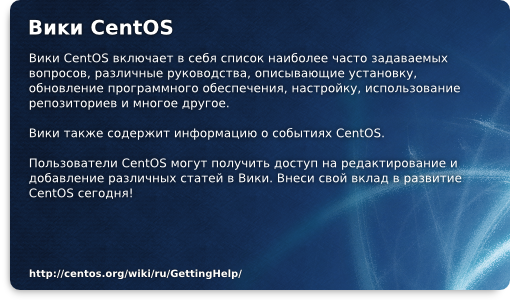 Вики CentOS
Вики CentOS включает в себя список наиболее часто задаваемых
вопросов, различные руководства, описывающие установку,
обновление программного обеспечения, настройку, использование
репозиториев и многое другое.
Вики также содержит информацию о событиях CentOS.
Пользователи CentOS могут получить доступ на редактирование и
добавление различных статей в Вики. Внеси свой вклад в развитие
CentOS сегодня!
http://centos.org/wiki/ru/GettingHelp/